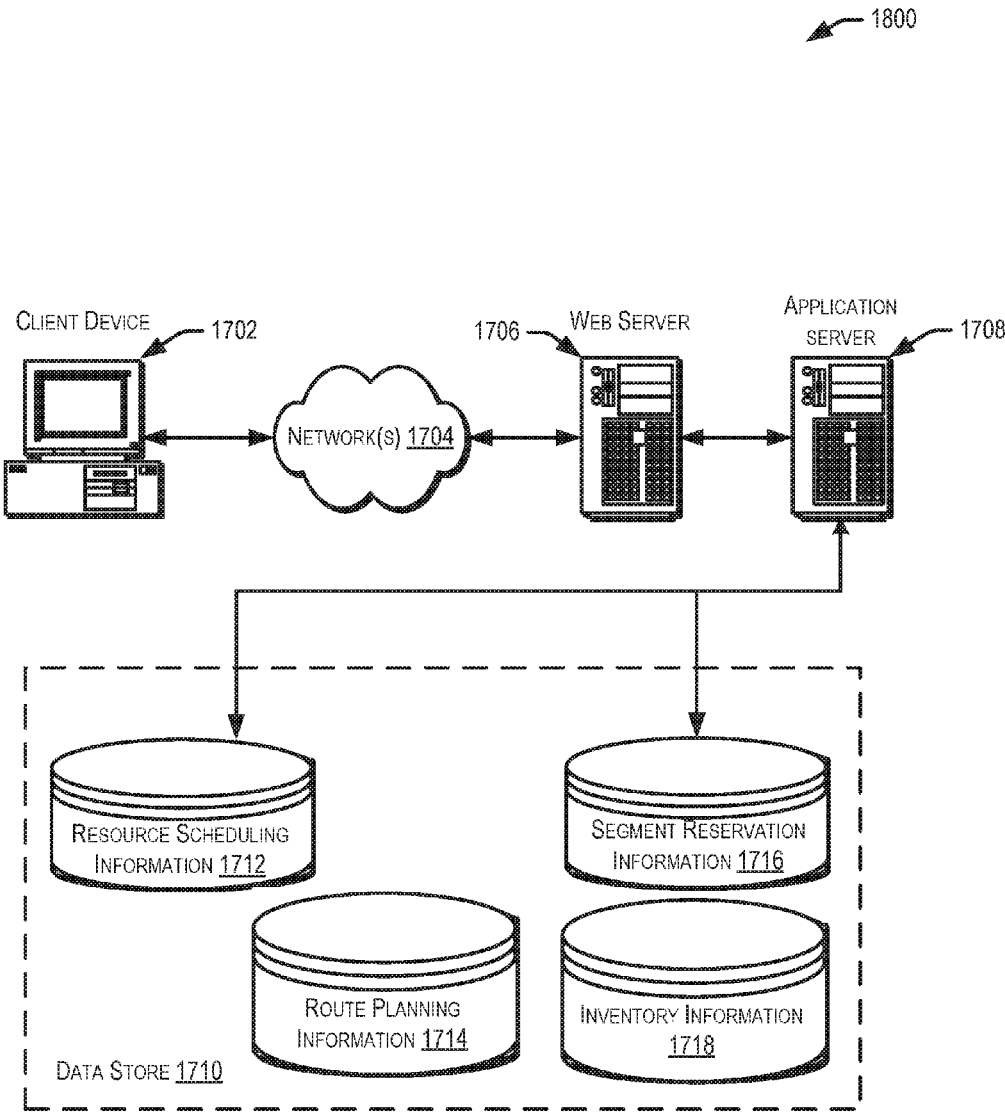 1800
CLIENT DEVICE
1702
NETWORK(S) 1704
1706
WEB SERVER
APPLICATION
SERVER
1708
RESOURCE SCHEDULING
INFORMATION 1712
SEGMENT RESERVATION
INFORMATION 1716
ROUTE PLANNING
INFORMATION 1714
INVENTORY INFORMATION
1718
DATA STORE 1710